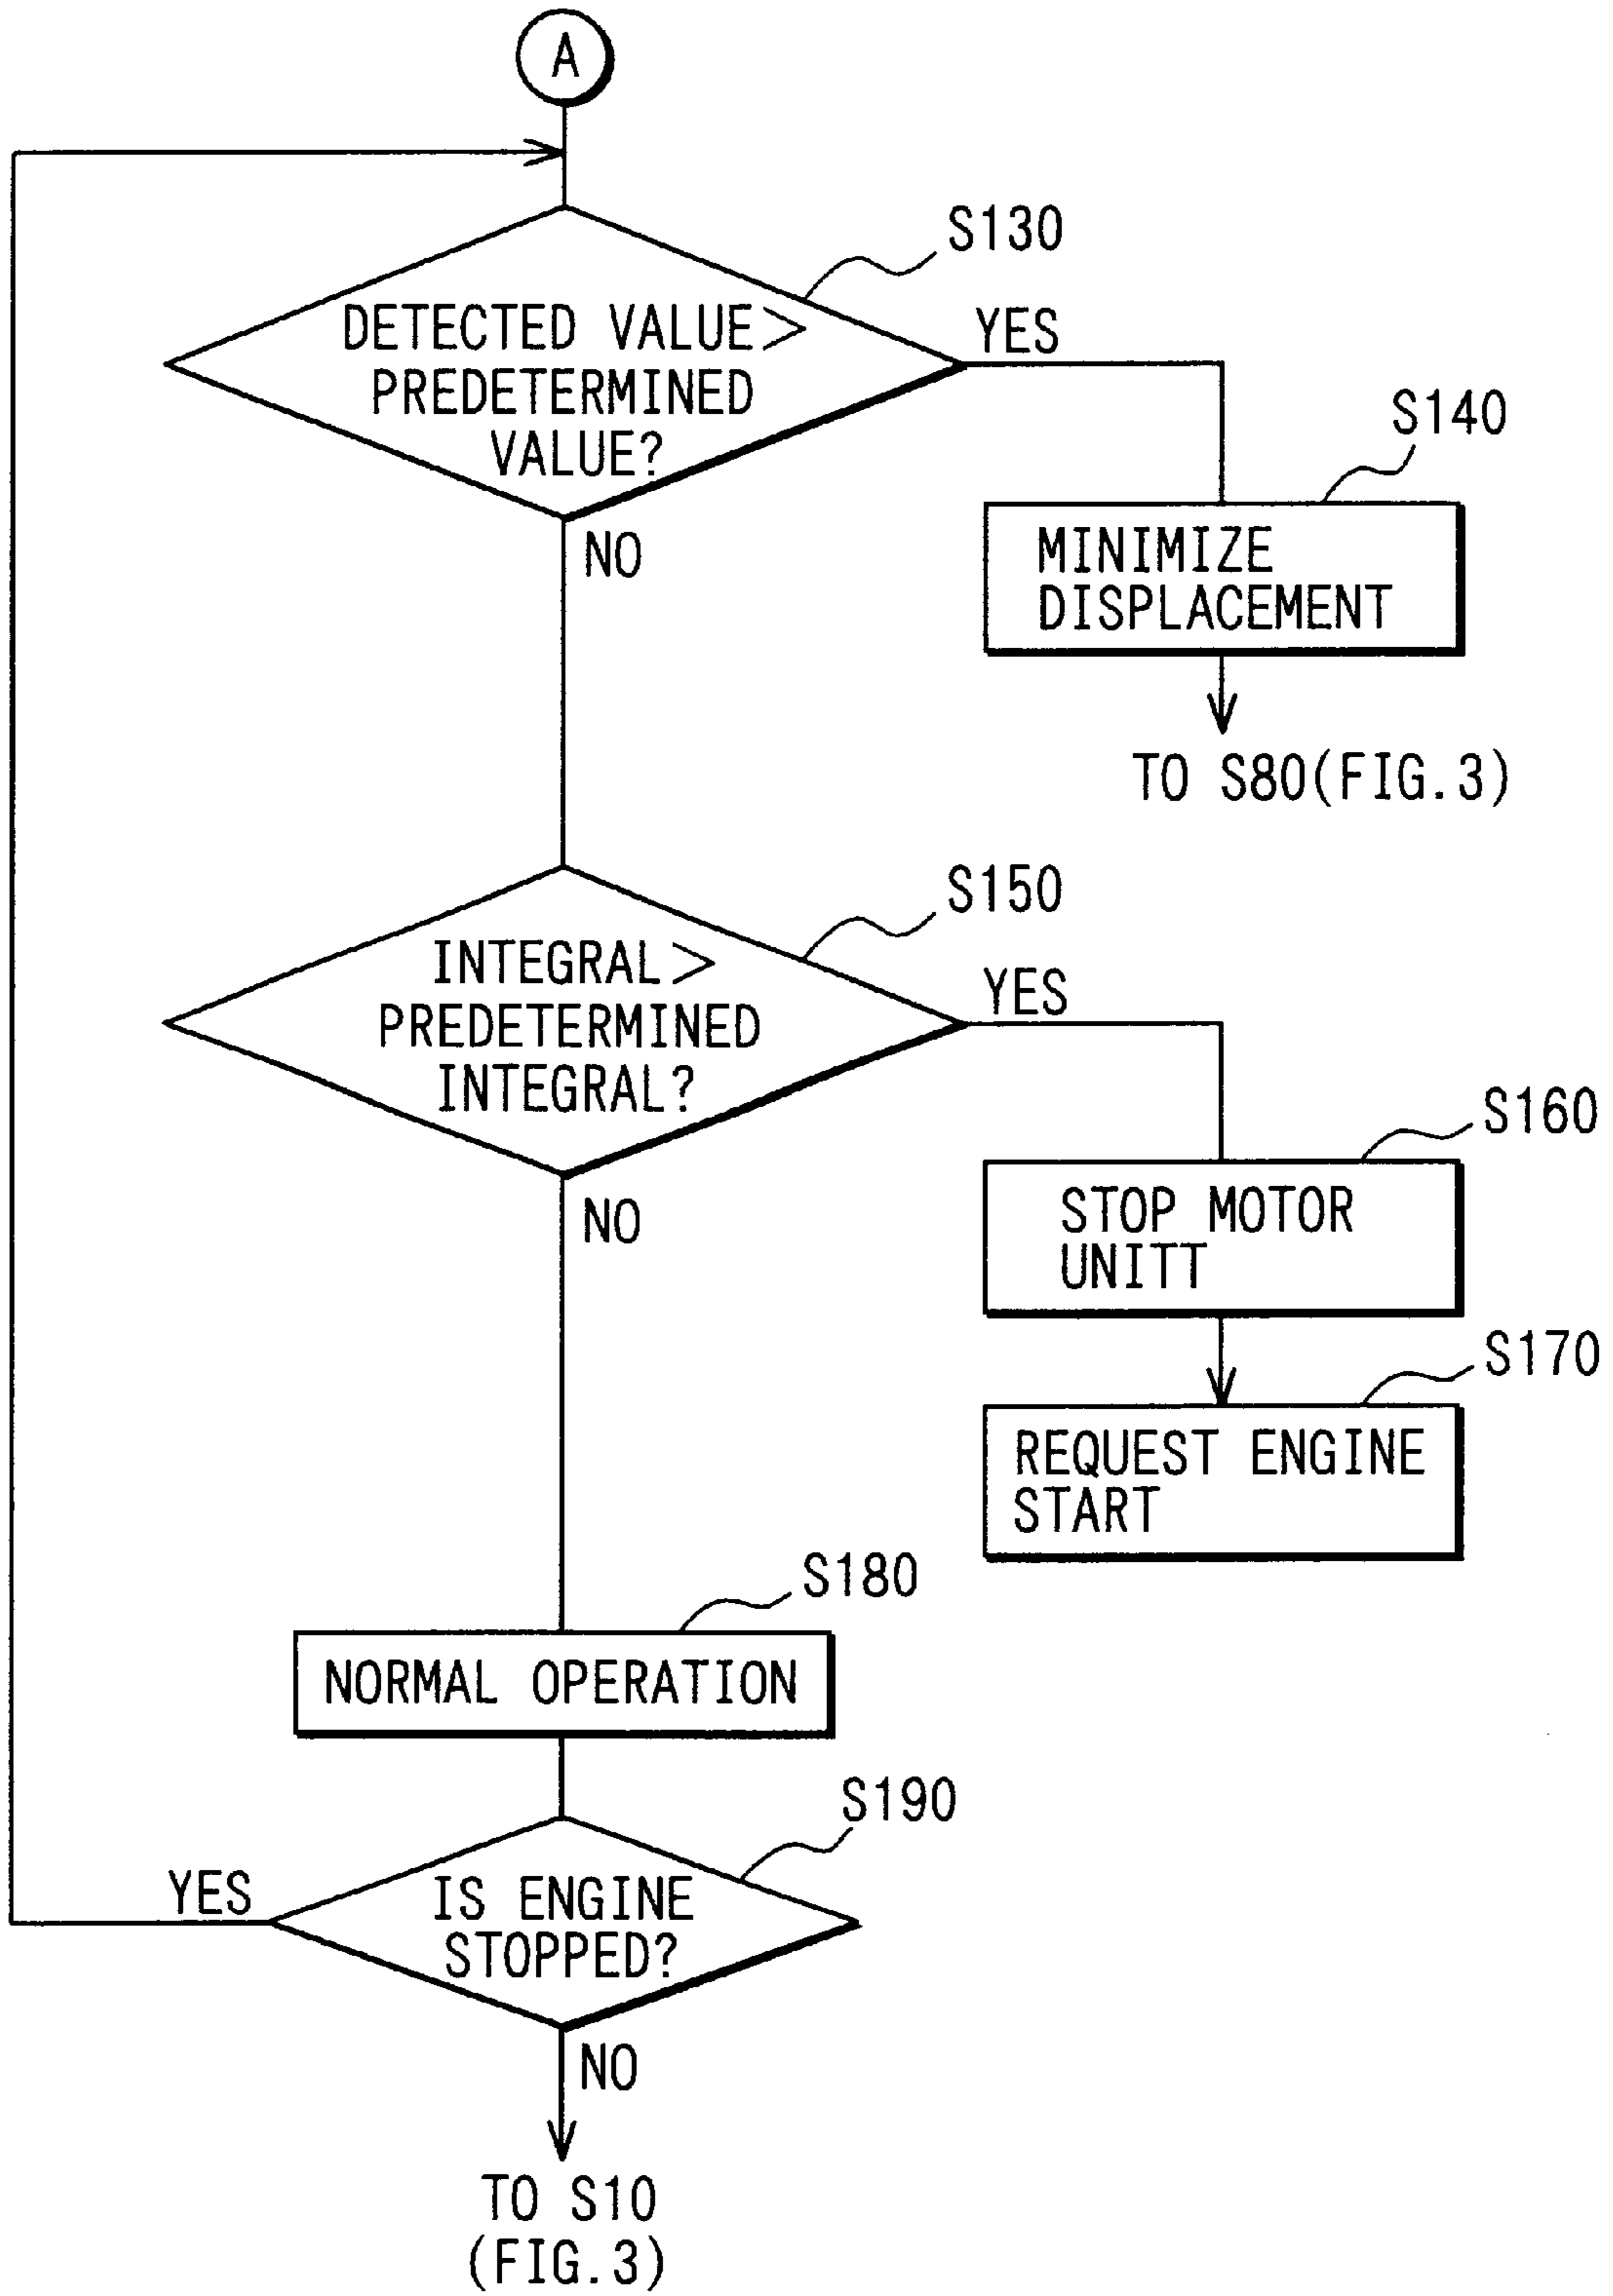 A
S130
DETECTED VALUE>
PREDETERMINED
VALUE?
YES
NO
S140
MINIMIZE
DISPLACEMENT
TO S80(FIG.3)
S150
INTEGRAL>
PREDETERMINED
INTEGRAL?
YES
NO
S160
STOP MOTOR
UNITT
S170
REQUEST ENGINE
START
S180
NORMAL OPERATION
S190
IS ENGINE
STOPPED?
YES
NO
TO S10
(FIG.3)